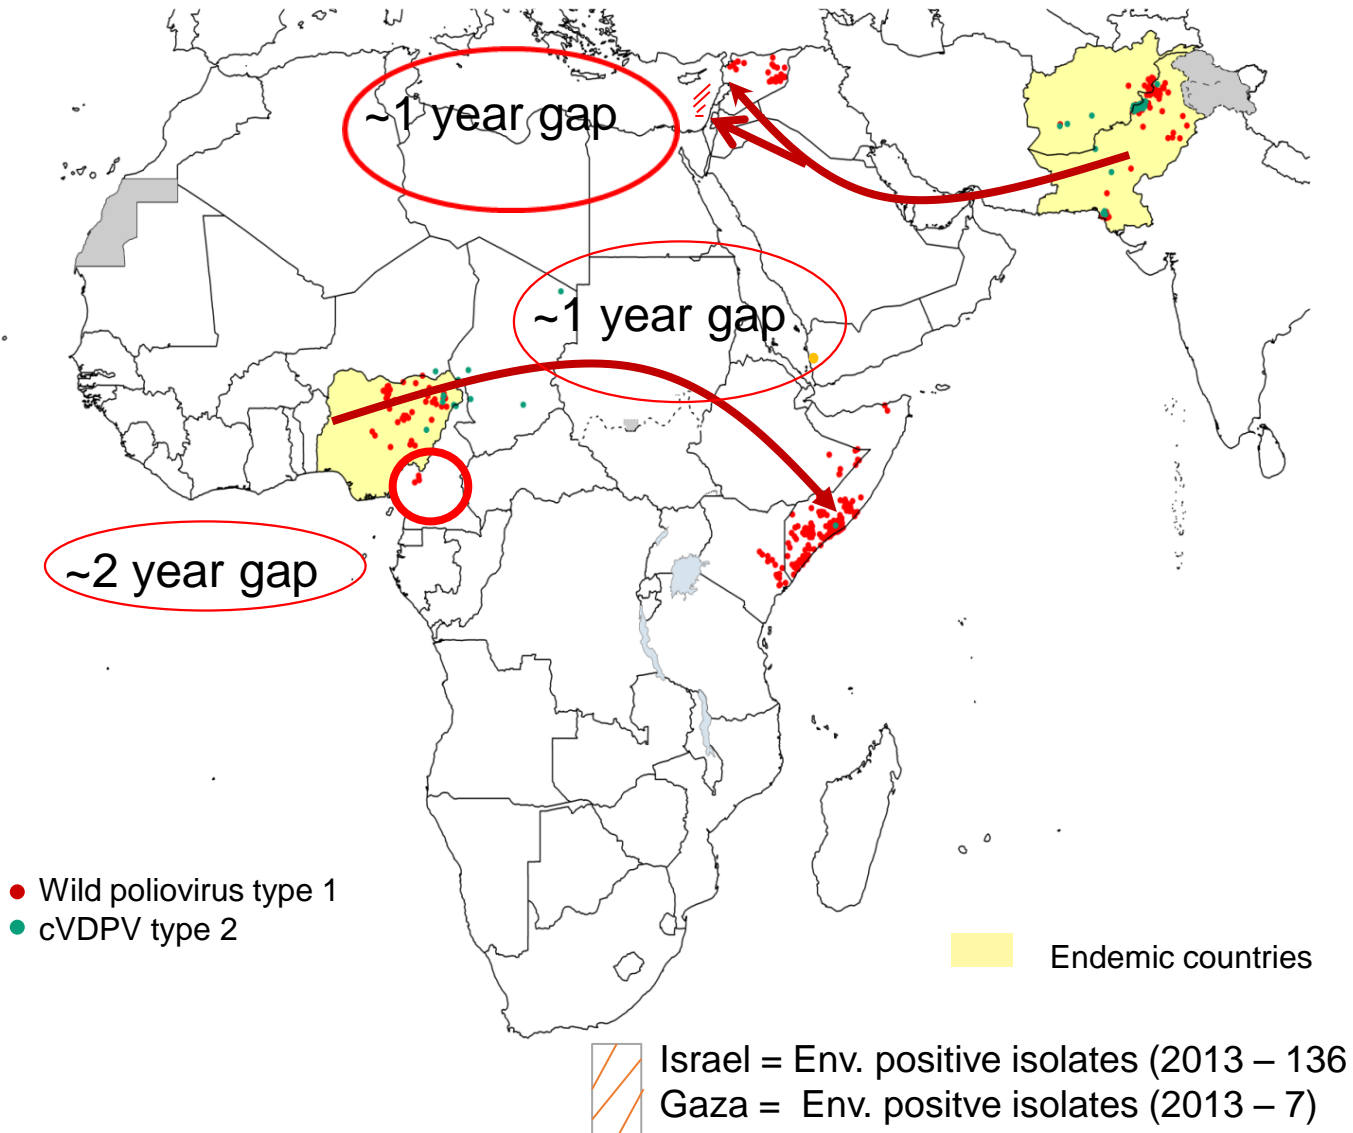 ~1 year gap
~1 year gap
~2 year gap
Wild poliovirus type 1
cVDPV type 2
Endemic countries
Israel = Env. positive isolates (2013 – 136
Gaza = Env. positve isolates (2013 – 7)